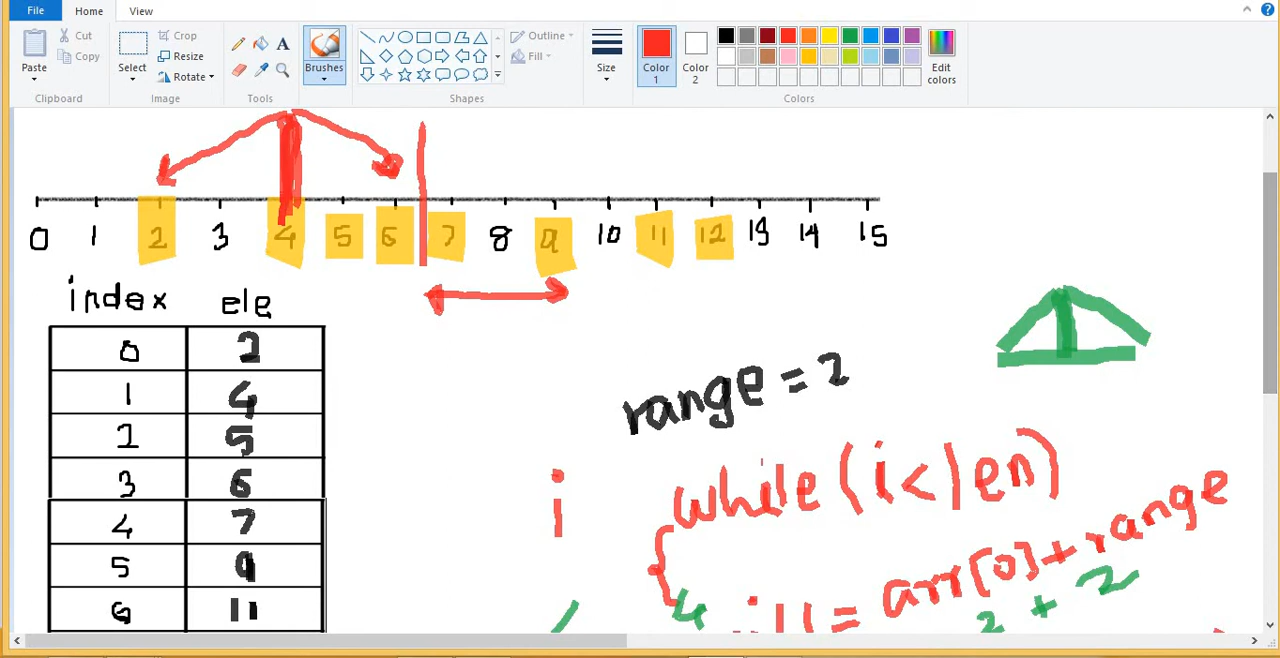 File Home View
Paste Cut Copy Clipboard
Select Crop Resize Rotate Image
A Tools
Brushes
Outline Fill Shapes
Size
Color 1 Color 2 Edit colors Colors
0 1 2 3 4 5 6 7 8 9 10 11 12 13 14 15
index ele
0 2
1 4
2 5
3 6
4 7
5 9
6 11
range = 2
i while (i < len)
{
= arr[0] + range
4 2 + 2